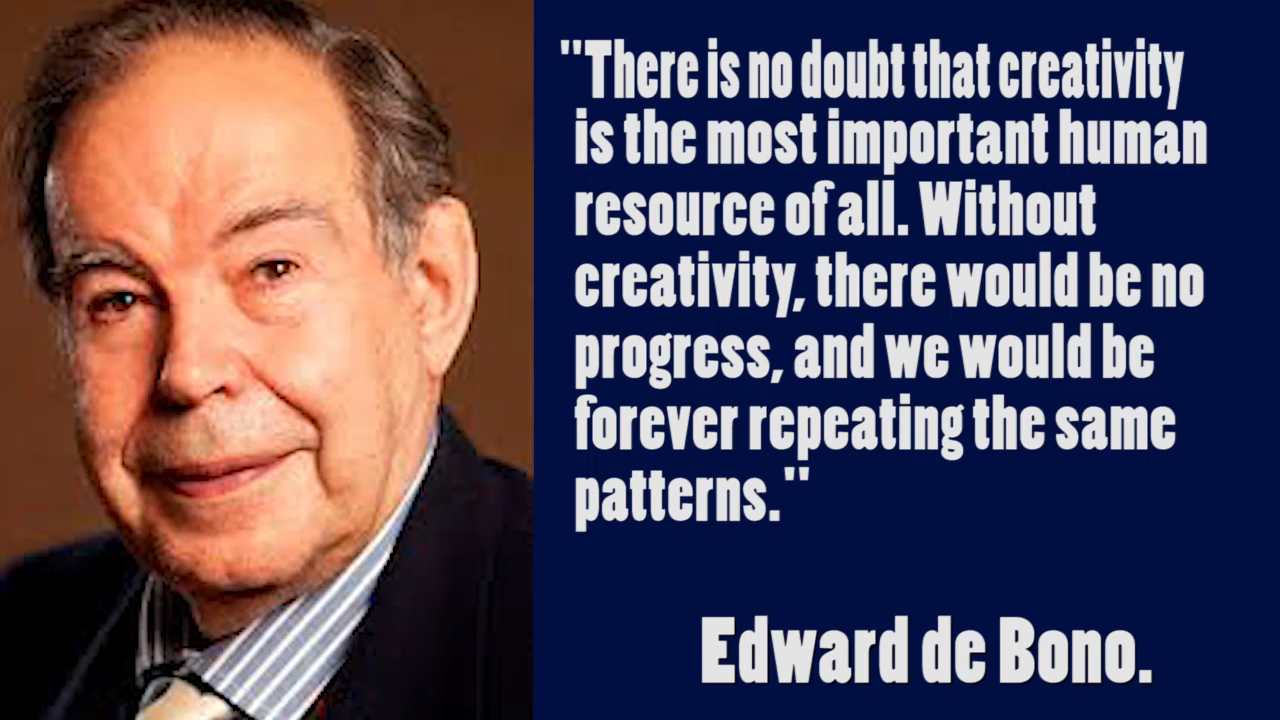 "There is no doubt that creativity
is the most important human
resource of all. Without
creativity, there would be no
progress, and we would be
forever repeating the same
patterns."
Edward de Bono.